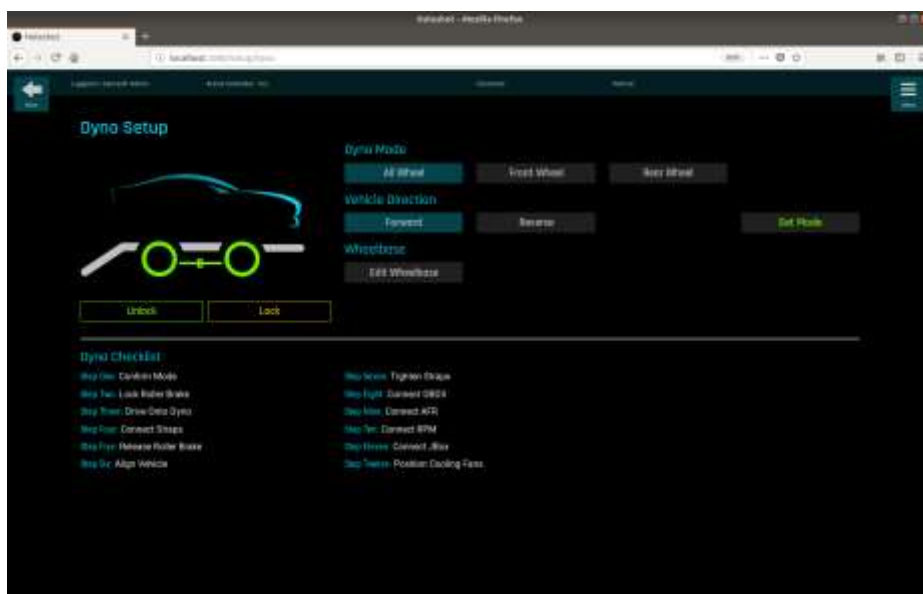 Mozilla Firefox
localhost
Dyno Setup
Dyno Mode
All Wheel Front Wheel Rear Wheel
Vehicle Direction
Forward Reverse Set Mode
Wheelbase
Edit Wheelbase
Unlock Lock
Dyno Checklist
Step One: Confirm Mode
Step Two: Lock Roller Brake
Step Three: Drive Onto Dyno
Step Four: Connect Straps
Step Five: Release Roller Brake
Step Six: Align Vehicle
Step Seven: Tighten Straps
Step Eight: Connect OBDII
Step Nine: Connect AFR
Step Ten: Connect RPM
Step Eleven: Connect JBox
Step Twelve: Position Cooling Fans